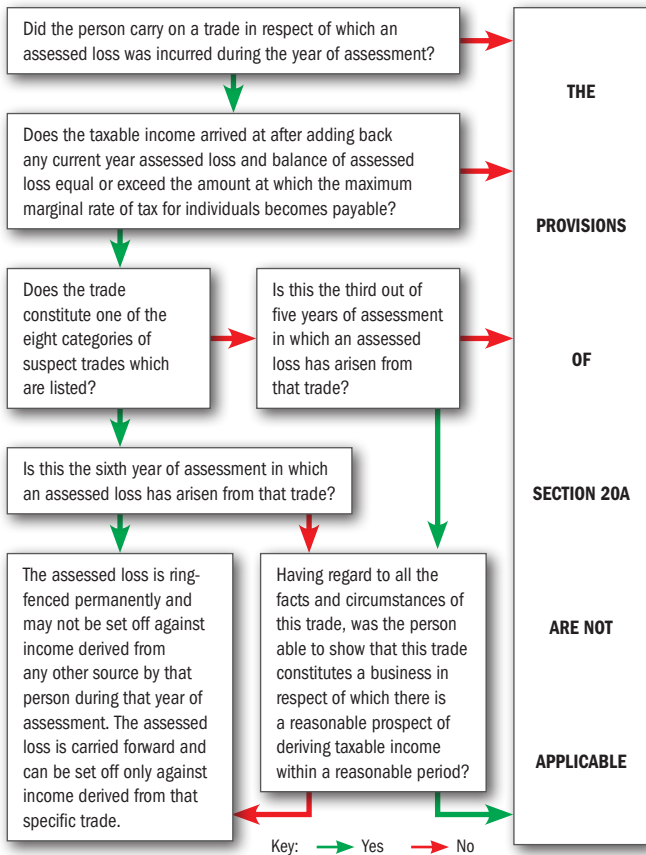 Did the person carry on a trade in respect of which an
assessed loss was incurred during the year of assessment?
Does the taxable income arrived at after adding back
any current year assessed loss and balance of assessed
loss equal or exceed the amount at which the maximum
marginal rate of tax for individuals becomes payable?
Does the trade
constitute one of the
eight categories of
suspect trades which
are listed?
Is this the third out of
five years of assessment
in which an assessed
loss has arisen from
that trade?
Is this the sixth year of assessment in which
an assessed loss has arisen from that trade?
The assessed loss is ring-
fenced permanently and
may not be set off against
income derived from
any other source by that
person during that year of
assessment. The assessed
loss is carried forward and
can be set off only against
income derived from that
specific trade.
Having regard to all the
facts and circumstances of
this trade, was the person
able to show that this trade
constitutes a business in
respect of which there is
a reasonable prospect of
deriving taxable income
within a reasonable period?
THE
PROVISIONS
OF
SECTION 20A
ARE NOT
APPLICABLE
Key: Yes No